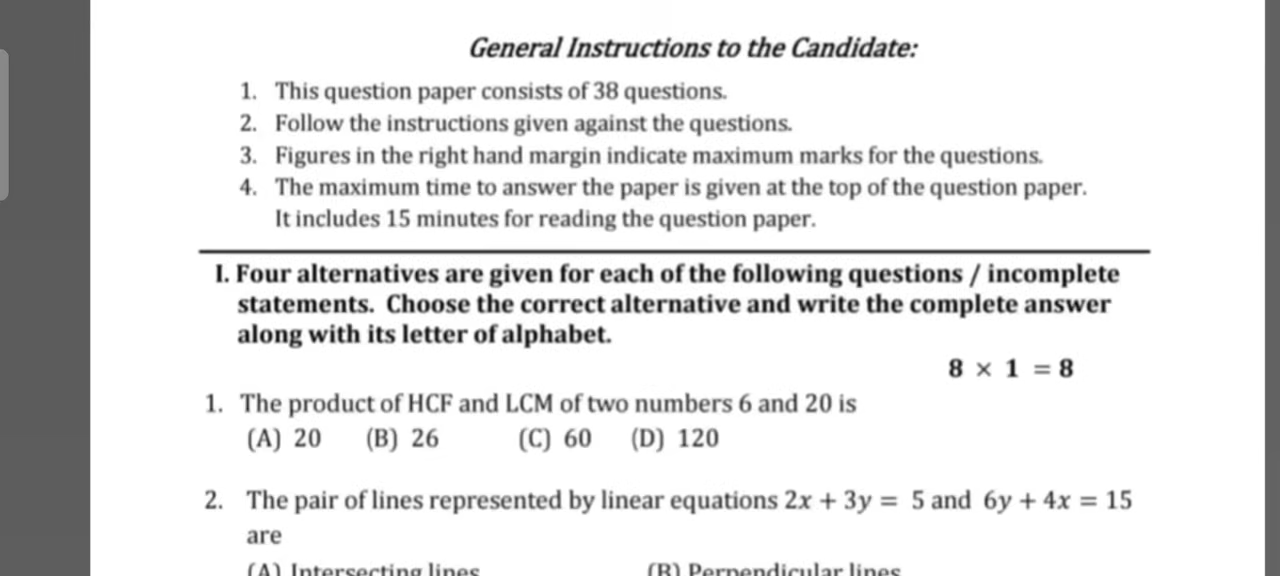 General Instructions to the Candidate:
1. This question paper consists of 38 questions.
2. Follow the instructions given against the questions.
3. Figures in the right hand margin indicate maximum marks for the questions.
4. The maximum time to answer the paper is given at the top of the question paper.
It includes 15 minutes for reading the question paper.
I. Four alternatives are given for each of the following questions / incomplete
statements. Choose the correct alternative and write the complete answer
along with its letter of alphabet.
8 × 1 = 8
1. The product of HCF and LCM of two numbers 6 and 20 is
(A) 20 (B) 26 (C) 60 (D) 120
2. The pair of lines represented by linear equations 2x + 3y = 5 and 6y + 4x = 15
are
(A) Intersecting lines (B) Perpendicular lines